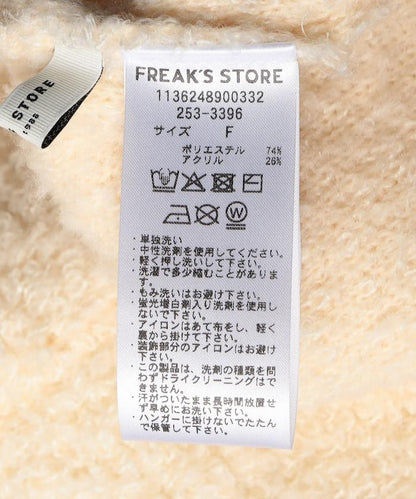 STORE
FREAK'S STORE
1136248900332
253-3396
サイズ F
ポリエステル 74%
アクリル 26%
・単独洗い
・中性洗剤を使用してください。
・軽く押し洗いして下さい。
・洗濯で多少縮むことがありま
す。
・もみ洗いはお避け下さい。
・蛍光増白剤入り洗剤を使用し
ないで下さい。
・アイロンはあて布をし、軽く
裏から掛けて下さい。
・装飾部分のアイロンはお避け
下さい。
・この製品は、洗剤の種類を問
わずドライクリーニングはで
きません。
・汗がついたまま長時間放置せ
ず早めにお洗い下さい。
・ハンガーに掛けないでたたん
で保管して下さい。